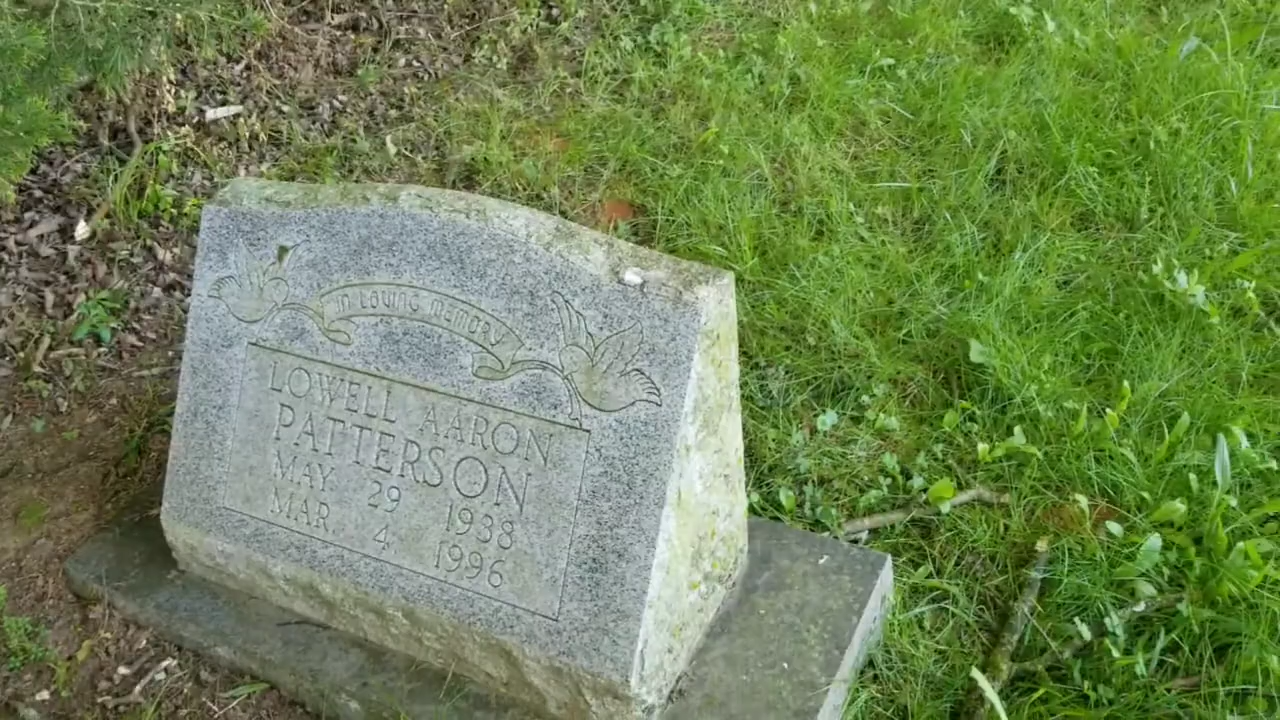 In Loving Memory
LOWELL AARON
PATTERSON
MAY 29 1938
MAR 4 1996